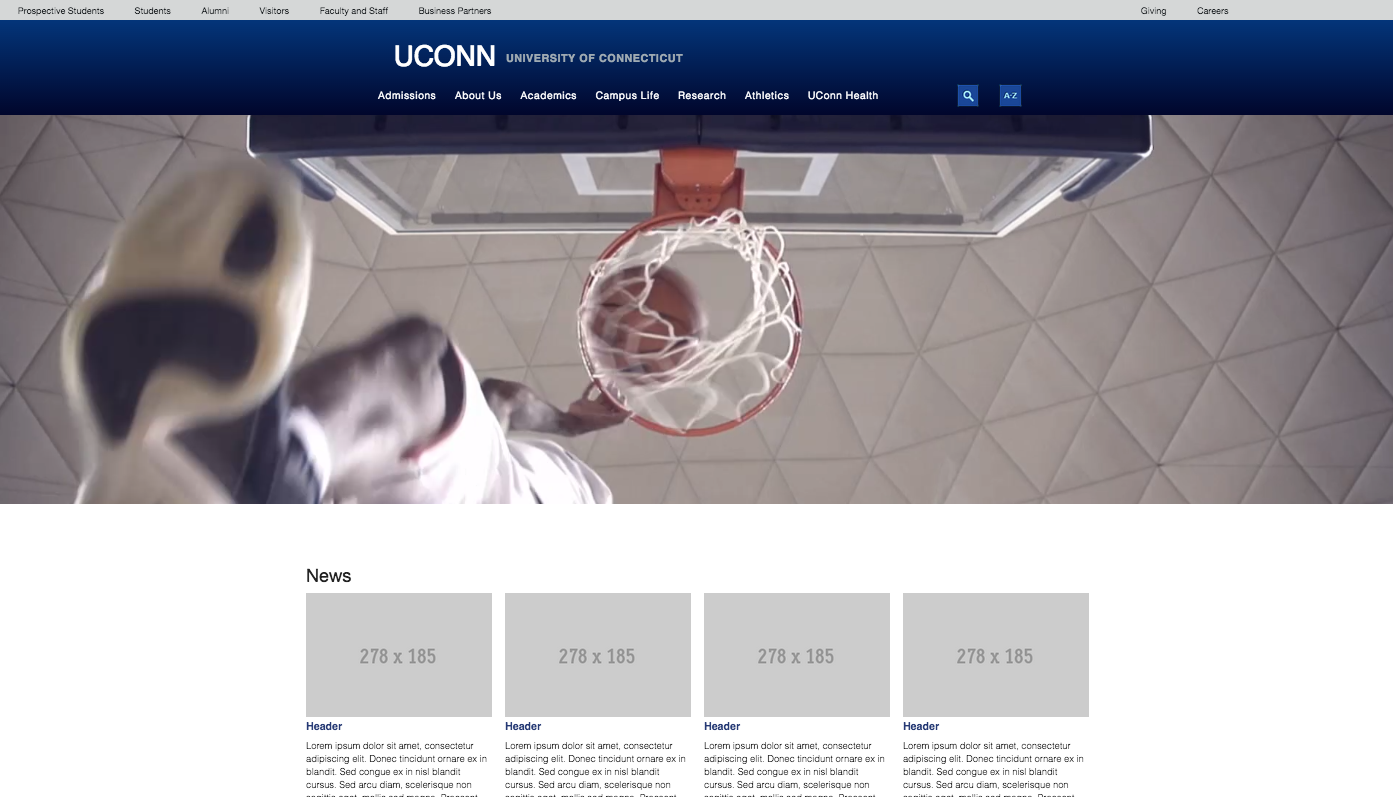 Prospective Students Students Alumni Visitors Faculty and Staff Business Partners Giving Careers
UCONN UNIVERSITY OF CONNECTICUT
Admissions About Us Academics Campus Life Research Athletics UConn Health A-Z
News
278 x 185 278 x 185 278 x 185 278 x 185
Header Header Header Header
Lorem ipsum dolor sit amet, consectetur Lorem ipsum dolor sit amet, consectetur Lorem ipsum dolor sit amet, consectetur Lorem ipsum dolor sit amet, consectetur
adipiscing elit. Donec tincidunt ornare ex in adipiscing elit. Donec tincidunt ornare ex in adipiscing elit. Donec tincidunt ornare ex in adipiscing elit. Donec tincidunt ornare ex in
blandit. Sed congue ex in nisl blandit blandit. Sed congue ex in nisl blandit blandit. Sed congue ex in nisl blandit blandit. Sed congue ex in nisl blandit
cursus. Sed arcu diam, scelerisque non cursus. Sed arcu diam, scelerisque non cursus. Sed arcu diam, scelerisque non cursus. Sed arcu diam, scelerisque non